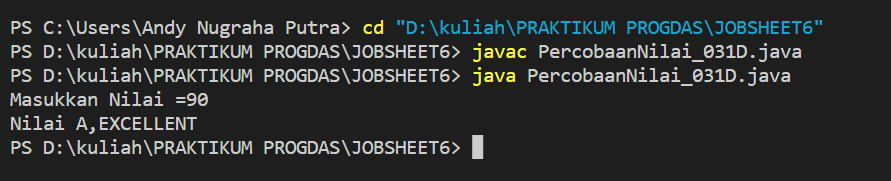 PS C:\Users\Andy Nugraha Putra> cd "D:\kuliah\PRAKTIKUM PROGDAS\JOBSHEET6"
PS D:\kuliah\PRAKTIKUM PROGDAS\JOBSHEET6> javac PercobaanNilai_031D.java
PS D:\kuliah\PRAKTIKUM PROGDAS\JOBSHEET6> java PercobaanNilai_031D.java
Masukkan Nilai =90
Nilai A,EXCELLENT
PS D:\kuliah\PRAKTIKUM PROGDAS\JOBSHEET6>